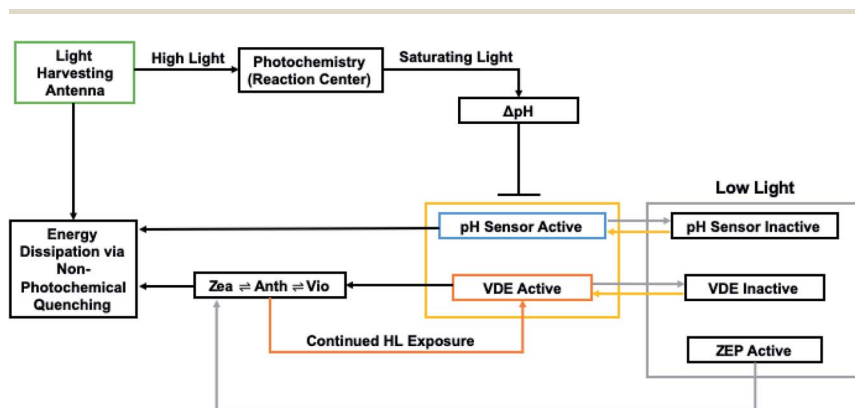 Light
Harvesting
Antenna
High Light
Photochemistry
(Reaction Center)
Saturating Light
ΔpH
Low Light
Energy
Dissipation via
Non-
Photochemical
Quenching
pH Sensor Active
pH Sensor Inactive
Zea ⇌ Anth ⇌ Vio
VDE Active
VDE Inactive
Continued HL Exposure
ZEP Active